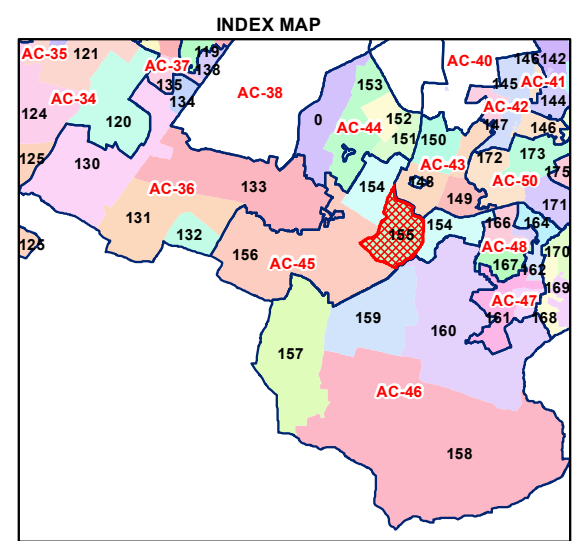 INDEX MAP
AC-35 121 119 AC-40 146 142
AC-37 138
135 AC-38 153 145 AC-41
124 AC-34 134 144
120 0 152 AC-42
AC-44 147 146
151 150
125 130 AC-43 172 173
AC-36 133 154 148 AC-50 175
149 171
131 166 164
132 155 154 AC-48
125 156 170
AC-45 167 162
169
AC-47
159 160 161 168
157
AC-46
158